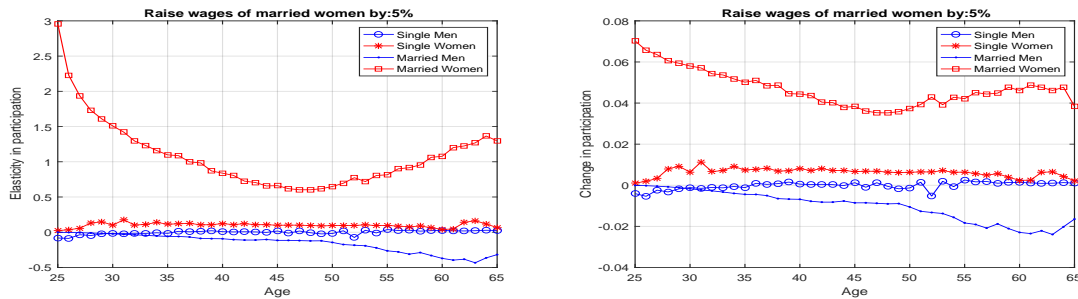 Raise wages of married women by:5%
3
2.5
2
1.5
1
0.5
0
-0.5
Elasticity in participation
Single Men
Single Women
Married Men
Married Women
25 30 35 40 45 50 55 60 65
Age
Raise wages of married women by:5%
0.08
0.06
0.04
0.02
0
-0.02
-0.04
Change in participation
Single Men
Single Women
Married Men
Married Women
25 30 35 40 45 50 55 60 65
Age